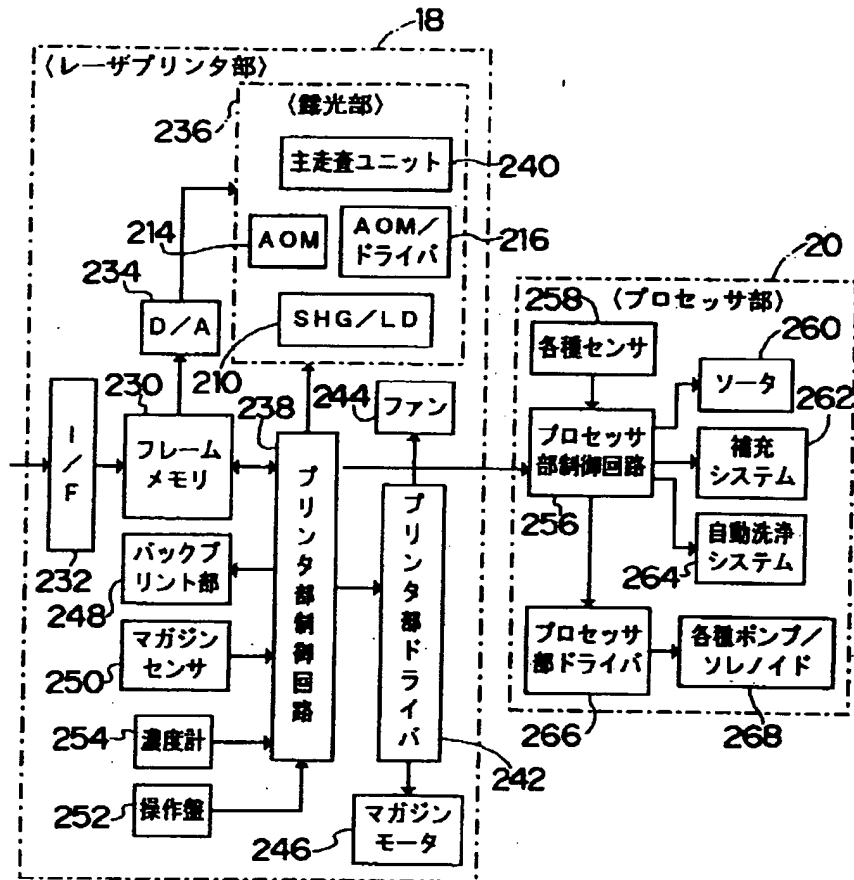 18
〈レーザプリンタ部〉
236
〈露光部〉
主走査ユニット
240
214
AOM
AOM/
ドライバ
216
234
D/A
SHG/LD
210
20
〈プロセッサ部〉
258
各種センサ
260
ソータ
230
238
244
ファン
262
I/F
フレーム
メモリ
プリンタ部制御回路
プロセッサ
部制御回路
補充
システム
256
232
バックプ
リント部
248
プリンタ部ドライバ
自動洗浄
システム
264
マガジン
センサ
250
プロセッサ
部ドライバ
各種ポンプ/
ソレノイド
254
濃度計
242
266
268
252
操作盤
246
マガジン
モータ